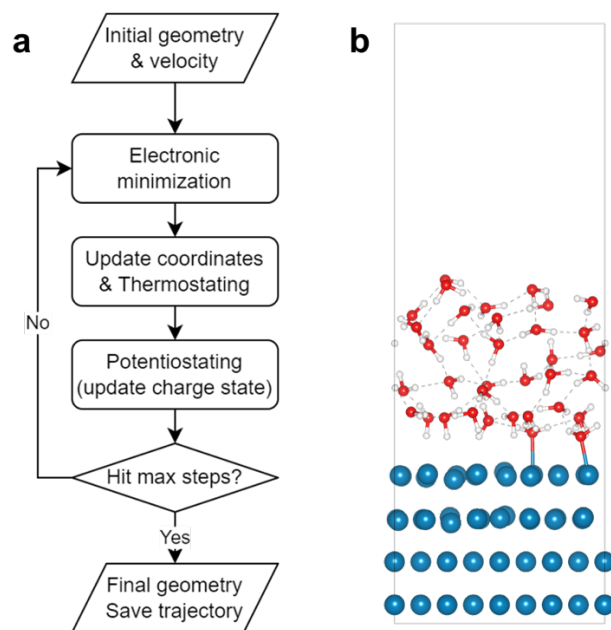 a
Initial geometry
& velocity
Electronic
minimization
Update coordinates
& Thermostating
No
Potentiostating
(update charge state)
Hit max steps?
Yes
Final geometry
Save trajectory
b